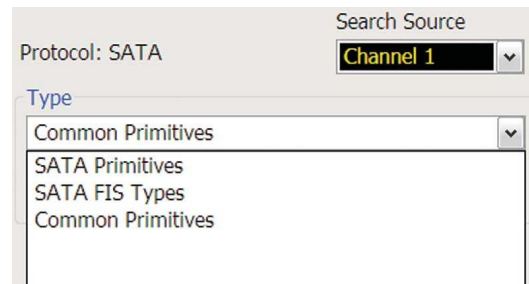 Search Source
Protocol: SATA
Channel 1
Type
Common Primitives
SATA Primitives
SATA FIS Types
Common Primitives